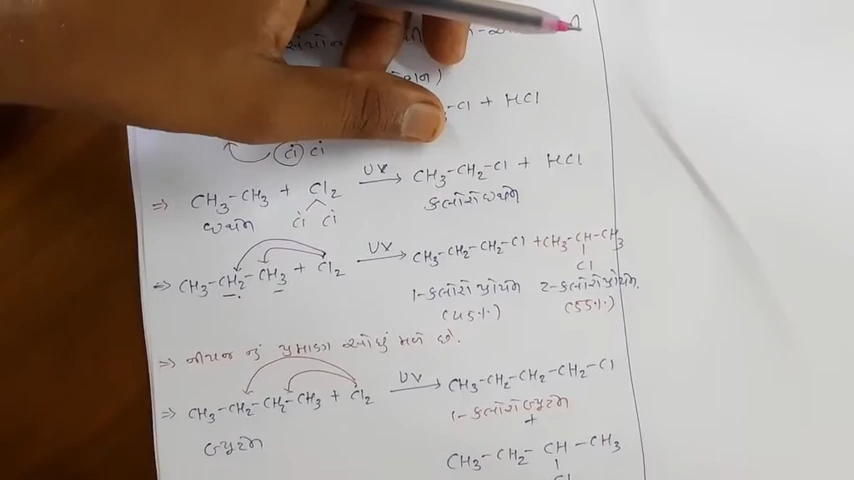 -Cl + HCl
Cl Cl
⇒ CH₃-CH₃ + Cl₂ UV → CH₃-CH₂-Cl + HCl
ઇથેન Cl Cl ક્લોરોઇથેન
⇒ CH₃-CH₂-CH₃ + Cl₂ UV → CH₃-CH₂-CH₂-Cl + CH₃-CH-CH₃
Cl
1-ક્લોરોપ્રોપેન 2-ક્લોરોપ્રોપેન.
(45%) (55%)
⇒ નીપજ નું પ્રમાણ ઓછું મળે છે.
⇒ CH₃-CH₂-CH₂-CH₃ + Cl₂ UV → CH₃-CH₂-CH₂-CH₂-Cl
બ્યુટેન 1-ક્લોરોબ્યુટેન
+
CH₃-CH₂-CH-CH₃
Cl